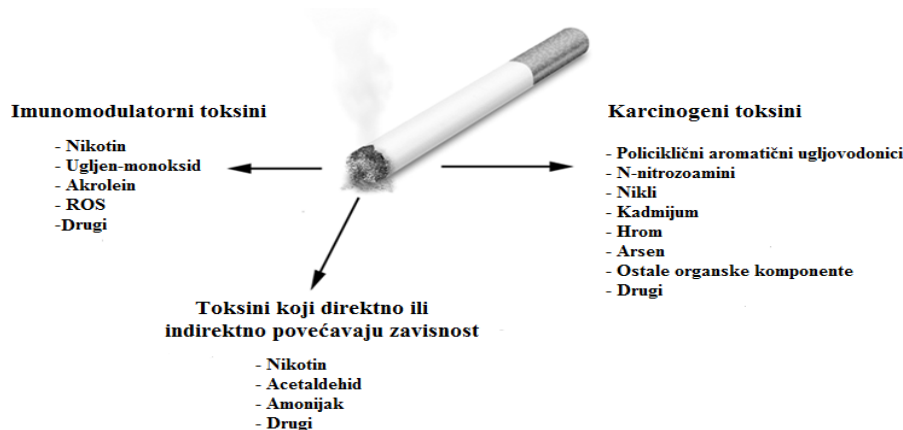 Imunomodulatorni toksini
- Nikotin
- Ugljen-monoksid
- Akrolein
- ROS
-Drugi
Karcinogeni toksini
- Policiklični aromatični ugljovodonici
- N-nitrozoamini
- Nikli
- Kadmijum
- Hrom
- Arsen
- Ostale organske komponente
- Drugi
Toksini koji direktno ili
indirektno povećavaju zavisnost
- Nikotin
- Acetaldehid
- Amonijak
- Drugi